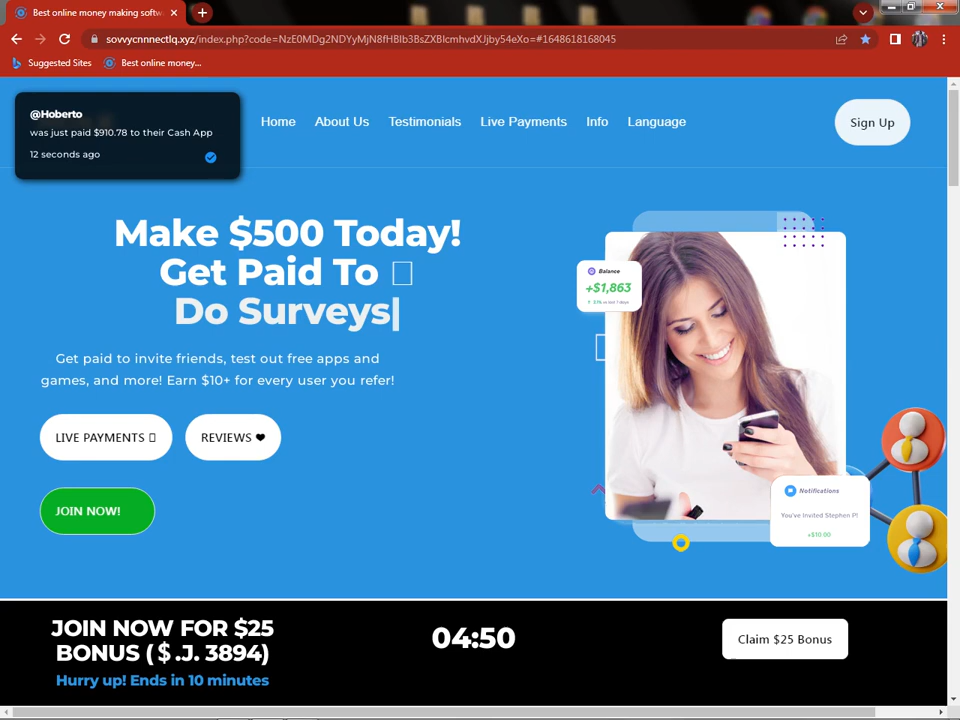 Best online money making softw
sovvycnnnectlq.xyz/index.php?code=NzE0MDg2NDYyMjN8fHBlb3BsZXBlcmhvdXJjby54eXo=#1648618168045
Suggested Sites
Best online money...
@Hoberto
was just paid $910.78 to their Cash App
12 seconds ago
Home
About Us
Testimonials
Live Payments
Info
Language
Sign Up
Make $500 Today!
Get Paid To
Do Surveys|
Get paid to invite friends, test out free apps and
games, and more! Earn $10+ for every user you refer!
LIVE PAYMENTS
REVIEWS ❤
JOIN NOW!
Balance
+$1,863
Notifications
You've Invited Stephen P!
+$10.00
JOIN NOW FOR $25
BONUS ( $ .J. 3894)
Hurry up! Ends in 10 minutes
04:50
Claim $25 Bonus